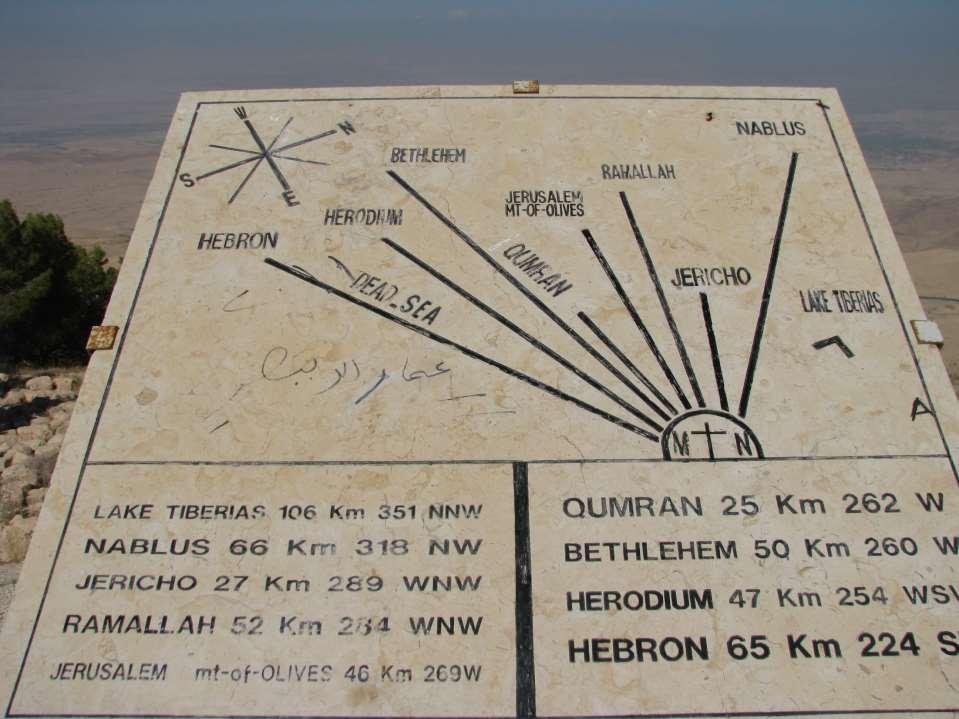 W
N
S
E
NABLUS
BETHLEHEM
RAMALLAH
JERUSALEM
MT-OF-OLIVES
HERODIUM
HEBRON
QUMRAN
JERICHO
DEAD SEA
LAKE TIBERIAS
A
M N
LAKE TIBERIAS 106 Km 351 NNW
NABLUS 66 Km 318 NW
JERICHO 27 Km 289 WNW
RAMALLAH 52 Km 284 WNW
JERUSALEM mt-of-OLIVES 46 Km 269W
QUMRAN 25 Km 262 W
BETHLEHEM 50 Km 260 W
HERODIUM 47 Km 254 WSW
HEBRON 65 Km 224 S